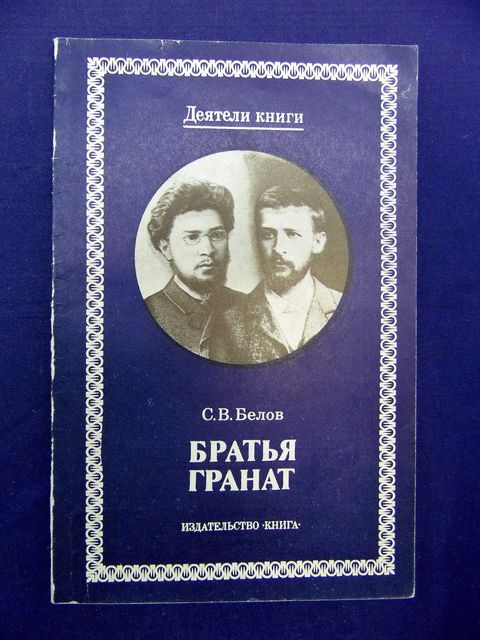 Деятели книги
С.В.Белов
БРАТЬЯ
ГРАНАТ
ИЗДАТЕЛЬСТВО ·КНИГА·